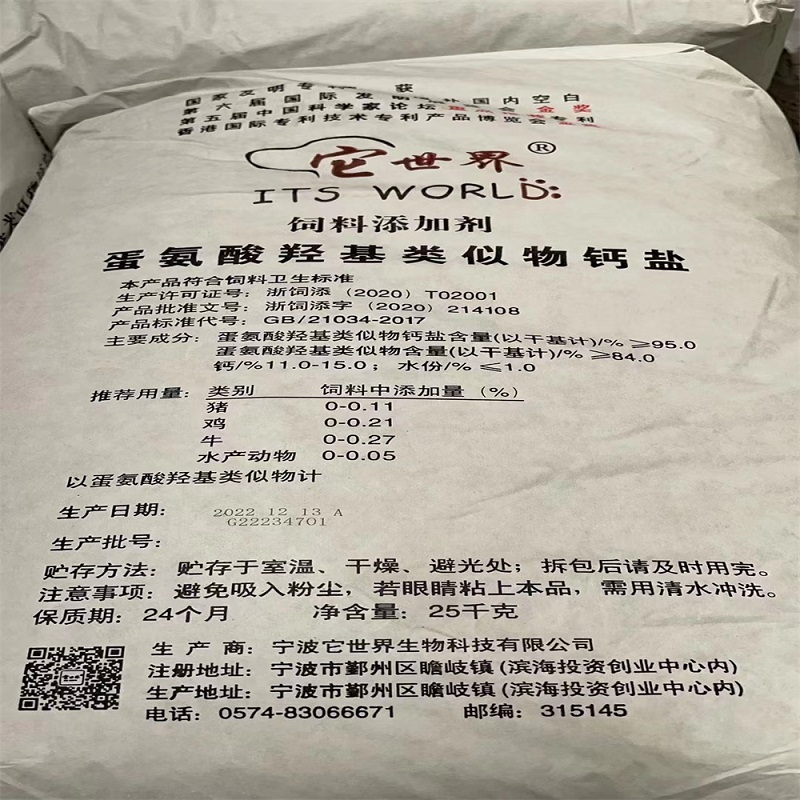 国家发明专 获
第六届国际发 国内空白
第五届中国科学家论坛 金奖
香港国际专利技术专利产品博览会
它世界®
ITS WORLD
饲料添加剂
蛋氨酸羟基类似物钙盐
本产品符合饲料卫生标准
生产许可证号：浙饲添（2020）T02001
产品批准文号：浙饲添字（2020）214108
产品标准代号：GB/21034-2017
主要成分：蛋氨酸羟基类似物钙盐含量(以干基计)/% ≥95.0
蛋氨酸羟基类似物含量(以干基计)/% ≥84.0
钙/%11.0-15.0； 水份/% ≤1.0
推荐用量：类别 饲料中添加量（%）
猪 0-0.11
鸡 0-0.21
牛 0-0.27
水产动物 0-0.05
以蛋氨酸羟基类似物计
生产日期： 2022 12 13 A
G22234701
生产批号：
贮存方法：贮存于室温、干燥、避光处；拆包后请及时用完。
注意事项：避免吸入粉尘，若眼睛粘上本品，需用清水冲洗。
保质期：24个月 净含量：25千克
生产商：宁波它世界生物科技有限公司
注册地址：宁波市鄞州区瞻岐镇(滨海投资创业中心内)
生产地址：宁波市鄞州区瞻岐镇(滨海投资创业中心内)
电话：0574-83066671 邮编：315145